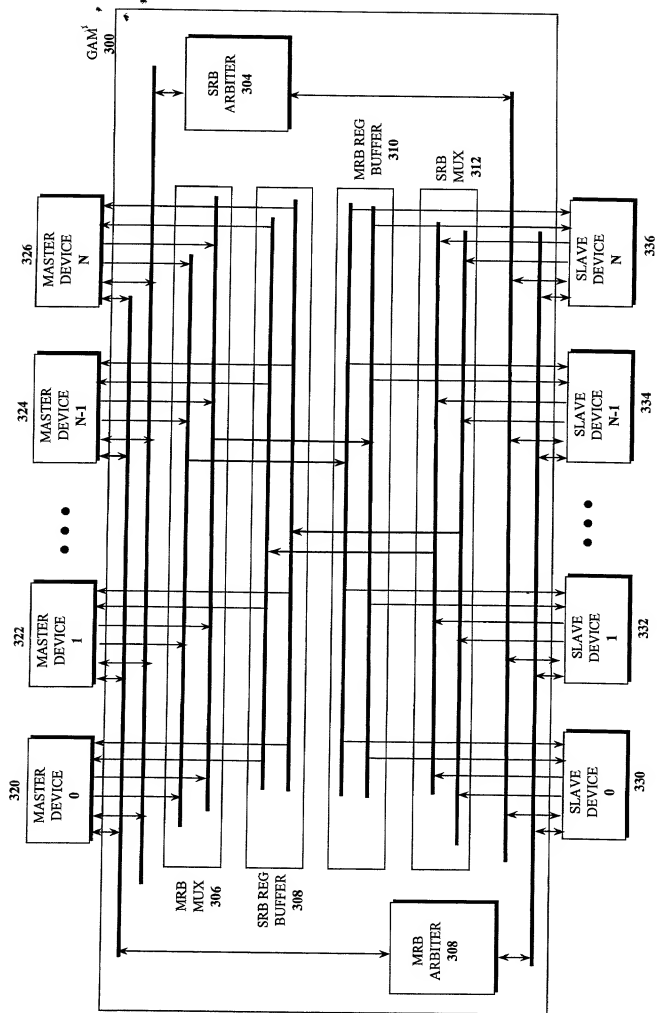 GAM
300
320
MASTER
DEVICE
0
322
MASTER
DEVICE
1
324
MASTER
DEVICE
N-1
326
MASTER
DEVICE
N
SRB
ARBITER
304
MRB
MUX
306
SRB REG
BUFFER
308
MRB REG
BUFFER
310
SRB
MUX
312
MRB
ARBITER
308
SLAVE
DEVICE
0
330
SLAVE
DEVICE
1
332
SLAVE
DEVICE
N-1
334
SLAVE
DEVICE
N
336